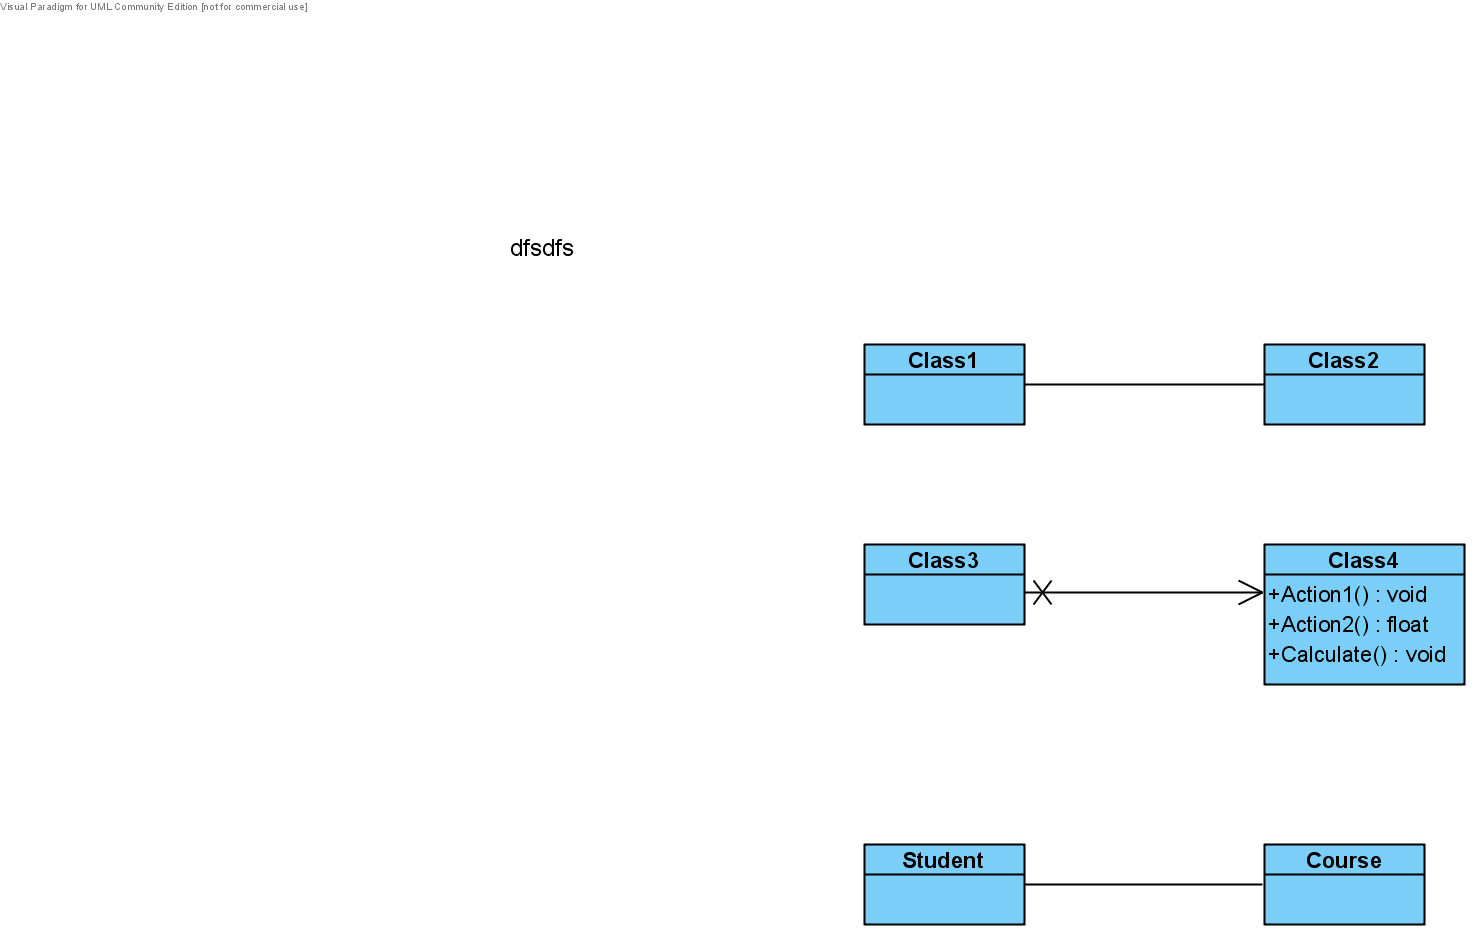 Visual Paradigm for UML Community Edition [not for commercial use]
dfsdfs
Class1
Class2
Class3
Class4
+Action1() : void
+Action2() : float
+Calculate() : void
Student
Course